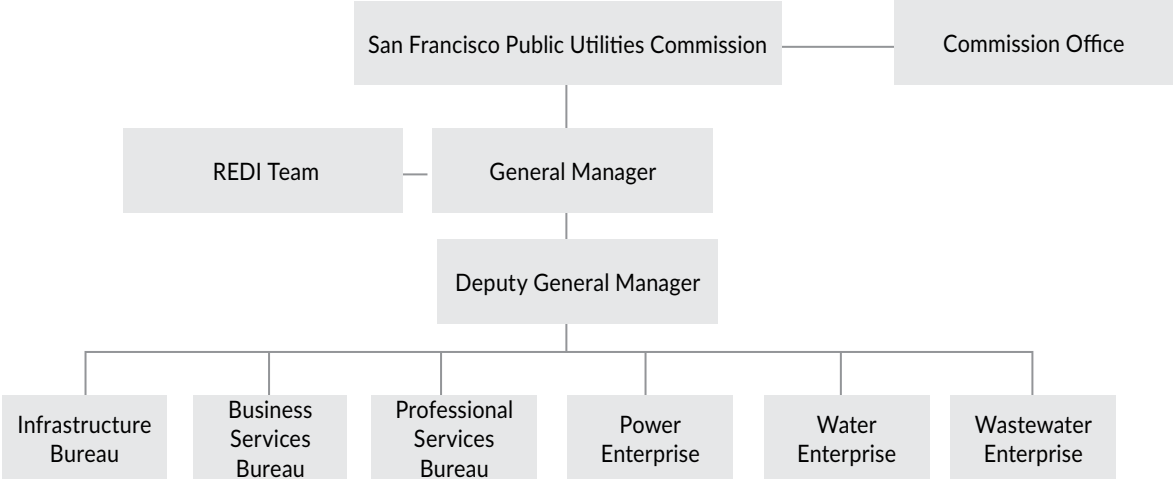 San Francisco Public Utilities Commission
Commission Office
REDI Team
General Manager
Deputy General Manager
Infrastructure
Bureau
Business
Services
Bureau
Professional
Services
Bureau
Power
Enterprise
Water
Enterprise
Wastewater
Enterprise